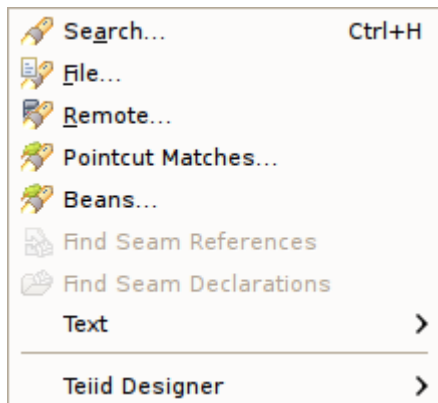 Search... Ctrl+H
File...
Remote...
Pointcut Matches...
Beans...
Find Seam References
Find Seam Declarations
Text
Teiid Designer